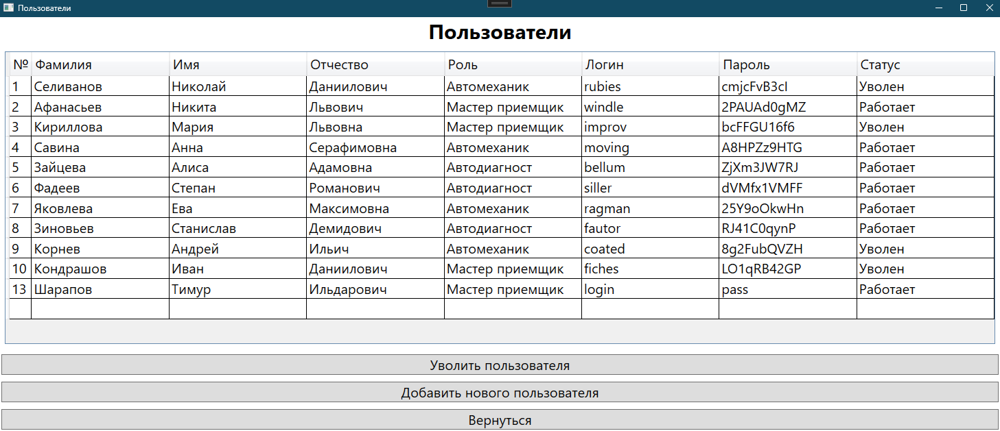 Пользователи
Пользователи
№ Фамилия Имя Отчество Роль Логин Пароль Статус
1 Селиванов Николай Даниилович Автомеханик rubies cmjcFvB3cI Уволен
2 Афанасьев Никита Львович Мастер приемщик windle 2PAUAd0gMZ Работает
3 Кириллова Мария Львовна Мастер приемщик improv bcFFGU16f6 Уволен
4 Савина Анна Серафимовна Автомеханик moving A8HPZz9HTG Работает
5 Зайцева Алиса Адамовна Автодиагност bellum ZjXm3JW7RJ Работает
6 Фадеев Степан Романович Автодиагност siller dVMfx1VMFF Работает
7 Яковлева Ева Максимовна Автомеханик ragman 25Y9oOkwHn Работает
8 Зиновьев Станислав Демидович Автодиагност fautor RJ41C0qynP Работает
9 Корнев Андрей Ильич Автомеханик coated 8g2FubQVZH Уволен
10 Кондрашов Иван Даниилович Мастер приемщик fiches LO1qRB42GP Уволен
13 Шарапов Тимур Ильдарович Мастер приемщик login pass Работает
Уволить пользователя
Добавить нового пользователя
Вернуться